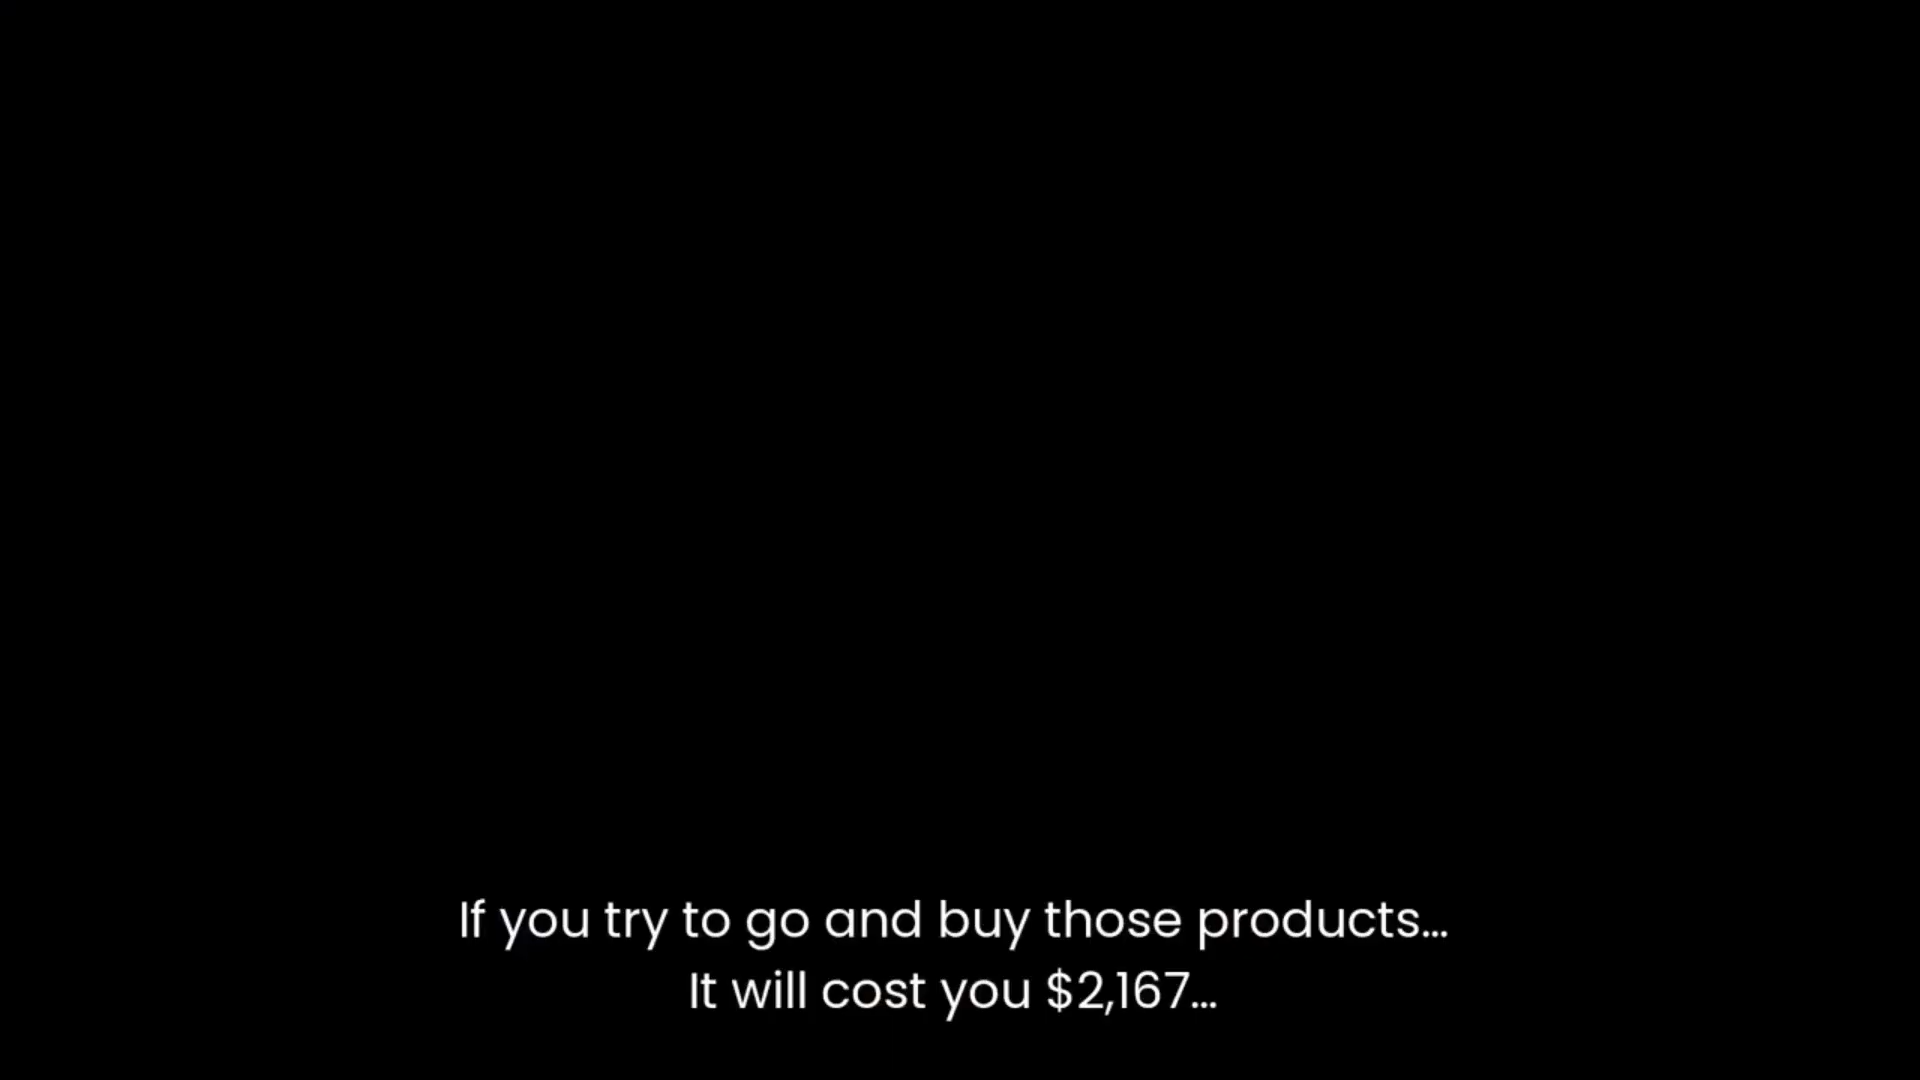 If you try to go and buy those products...
It will cost you $2,167...